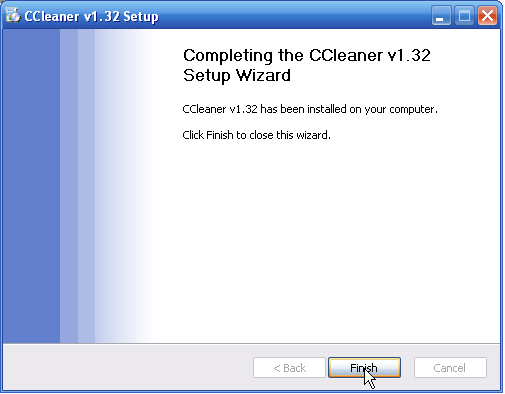 CCleaner v1.32 Setup
Completing the CCleaner v1.32
Setup Wizard
CCleaner v1.32 has been installed on your computer.
Click Finish to close this wizard.
< Back
Finish
Cancel